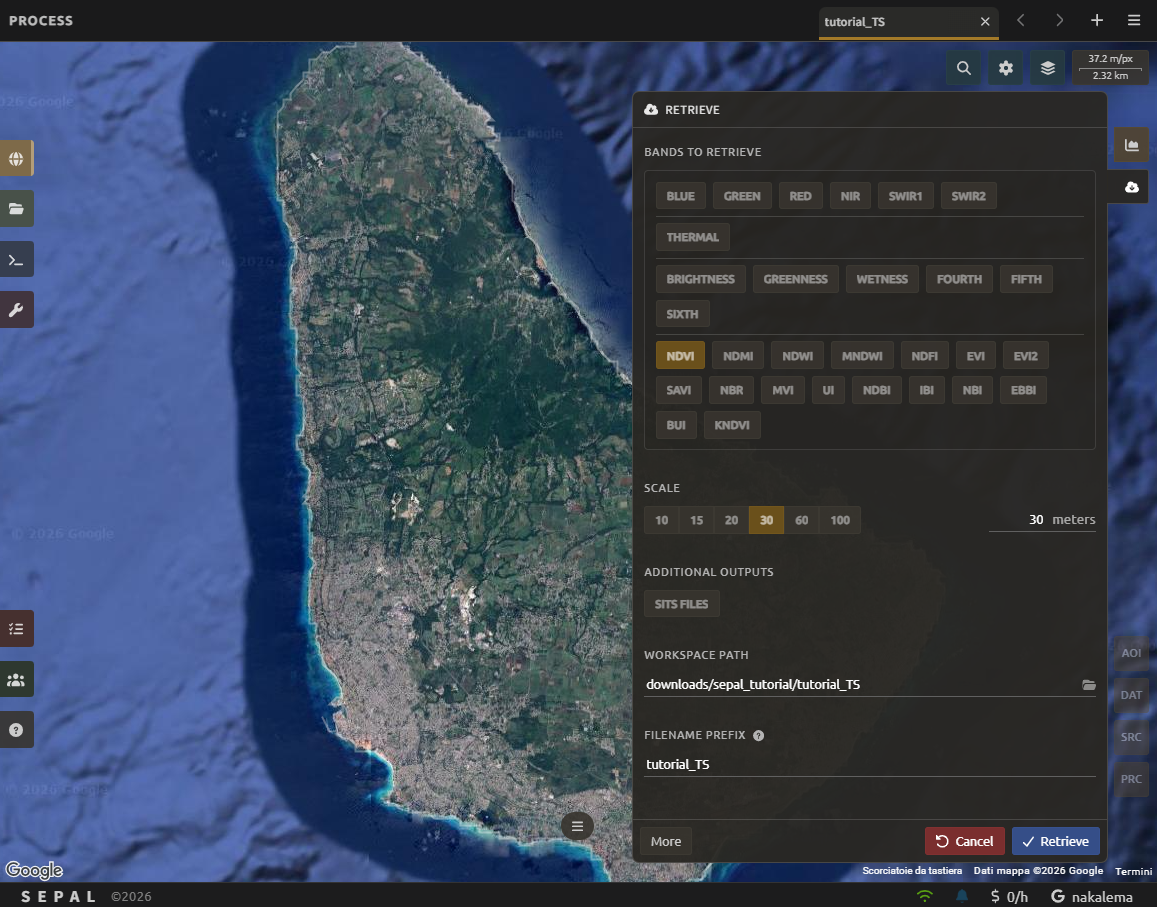 PROCESS
tutorial_TS
37.2 m/px
2.32 km
RETRIEVE
BANDS TO RETRIEVE
BLUE GREEN RED NIR SWIR1 SWIR2
THERMAL
BRIGHTNESS GREENNESS WETNESS FOURTH FIFTH
SIXTH
NDVI NDMI NDWI MNDWI NDFI EVI EVI2
SAVI NBR MVI UI NDBI IBI NBI EBBI
BUI KNDVI
SCALE
10 15 20 30 60 100 30 meters
ADDITIONAL OUTPUTS
SITS FILES
WORKSPACE PATH
downloads/sepal_tutorial/tutorial_TS
FILENAME PREFIX
tutorial_TS
More Cancel Retrieve
AOI
DAT
SRC
PRC
© 2026 Google
© 2026 Google
Google
Scorciatoie da tastiera Dati mappa ©2026 Google Termini
SEPAL ©2026 $ 0/h nakalema